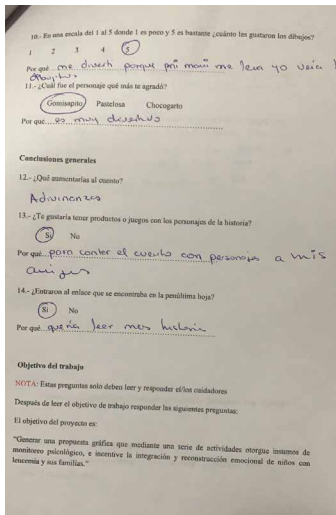 10.- En una escala del 1 al 5 donde 1 es poco y 5 es bastante ¿cuánto les gustaron los dibujos?
1 2 3 4 5
Por qué me diverti porque mi mami me leia yo veia
dibujitos
11.- ¿Cuál fue el personaje que más te agradó?
Gomisapito Pastelosa Chocogarto
Por qué es muy divertido
Conclusiones generales
12.- ¿Qué aumentarías al cuento?
Adivinanzas
13.- ¿Te gustaría tener productos o juegos con los personajes de la historia?
Si No
Por qué para contar el cuento con personajes a mis
amigos
14.- ¿Entraron al enlace que se encontraba en la penúltima hoja?
Si No
Por qué queria leer mas historia
Objetivo del trabajo
NOTA: Estas preguntas solo deben leer y responder el/los cuidadores
Después de leer el objetivo de trabajo responder las siguientes preguntas:
El objetivo del proyecto es:
"Generar una propuesta gráfica que mediante una serie de actividades otorgue insumos de
monitoreo psicológico, e incentive la integración y reconstrucción emocional de niños con
leucemia y sus familias."